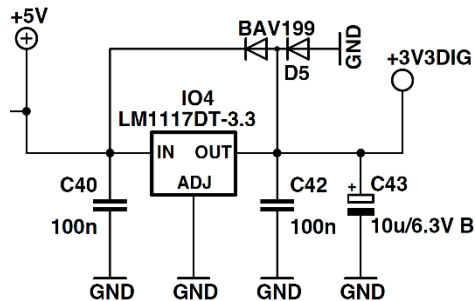 +5V
BAV199
D5
GND
+3V3DIG
IO4
LM1117DT-3.3
IN OUT
ADJ
C40
100n
C42
100n
+
C43
10u/6.3V B
GND GND GND GND